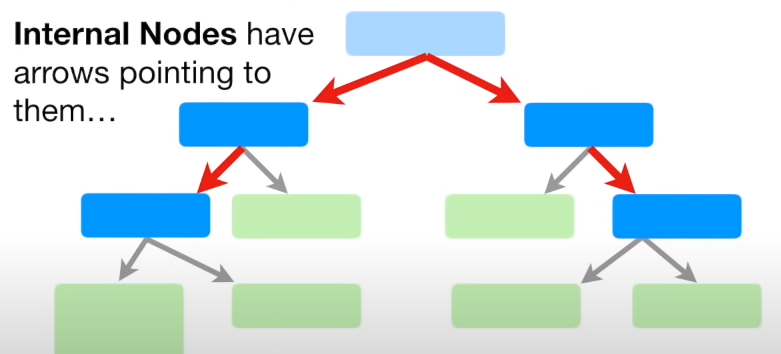 Internal Nodes have
arrows pointing to
them…